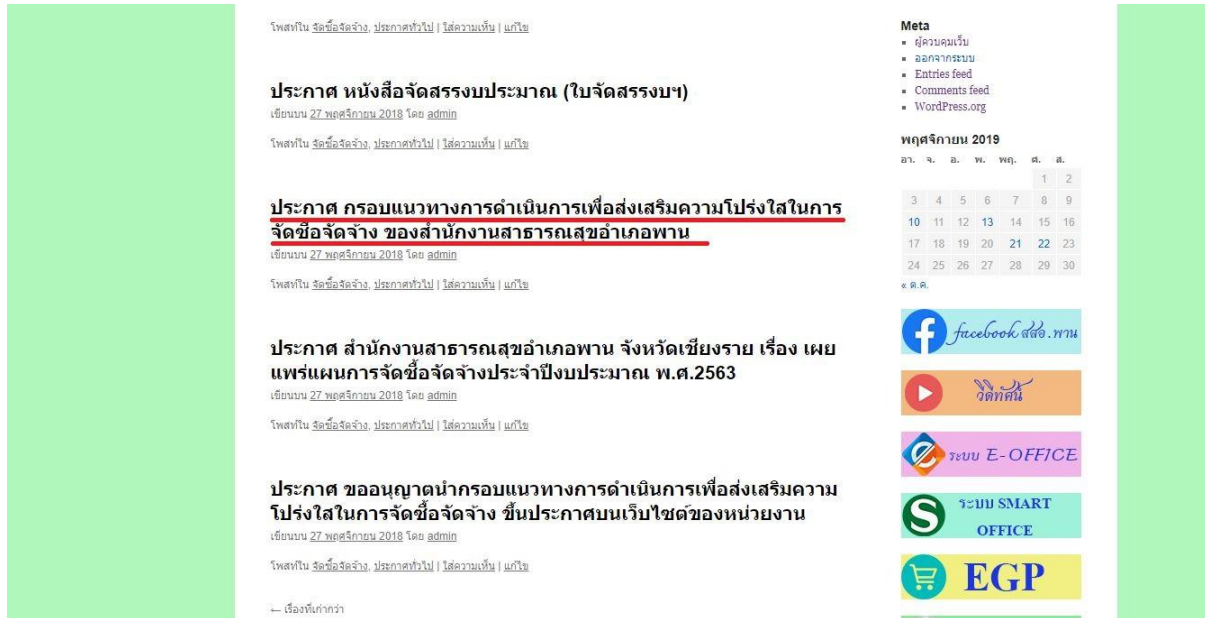 โพสท์ใน จัดซื้อจัดจ้าง, ประกาศทั่วไป | ใส่ความเห็น | แก้ไข
ประกาศ หนังสือจัดสรรงบประมาณ (ใบจัดสรรงบฯ)
เขียนบน 27 พฤศจิกายน 2018 โดย admin
โพสท์ใน จัดซื้อจัดจ้าง, ประกาศทั่วไป | ใส่ความเห็น | แก้ไข
ประกาศ กรอบแนวทางการดำเนินการเพื่อส่งเสริมความโปร่งใสในการ
จัดซื้อจัดจ้าง ของสำนักงานสาธารณสุขอำเภอพาน
เขียนบน 27 พฤศจิกายน 2018 โดย admin
โพสท์ใน จัดซื้อจัดจ้าง, ประกาศทั่วไป | ใส่ความเห็น | แก้ไข
ประกาศ สำนักงานสาธารณสุขอำเภอพาน จังหวัดเชียงราย เรื่อง เผย
แพร่แผนการจัดซื้อจัดจ้างประจำปีงบประมาณ พ.ศ.2563
เขียนบน 27 พฤศจิกายน 2018 โดย admin
โพสท์ใน จัดซื้อจัดจ้าง, ประกาศทั่วไป | ใส่ความเห็น | แก้ไข
ประกาศ ขออนุญาตนำกรอบแนวทางการดำเนินการเพื่อส่งเสริมความ
โปร่งใสในการจัดซื้อจัดจ้าง ขึ้นประกาศบนเว็บไซต์ของหน่วยงาน
เขียนบน 27 พฤศจิกายน 2018 โดย admin
โพสท์ใน จัดซื้อจัดจ้าง, ประกาศทั่วไป | ใส่ความเห็น | แก้ไข
← เรื่องที่เก่ากว่า
Meta
ผู้ควบคุมเว็บ
ออกจากระบบ
Entries feed
Comments feed
WordPress.org
พฤศจิกายน 2019
อา. จ. อ. พ. พฤ. ศ. ส.
1 2
3 4 5 6 7 8 9
10 11 12 13 14 15 16
17 18 19 20 21 22 23
24 25 26 27 28 29 30
« ต.ค.
facebook สสอ.พาน
วีดิทัศน์
ระบบ E-OFFICE
ระบบ SMART
OFFICE
EGP